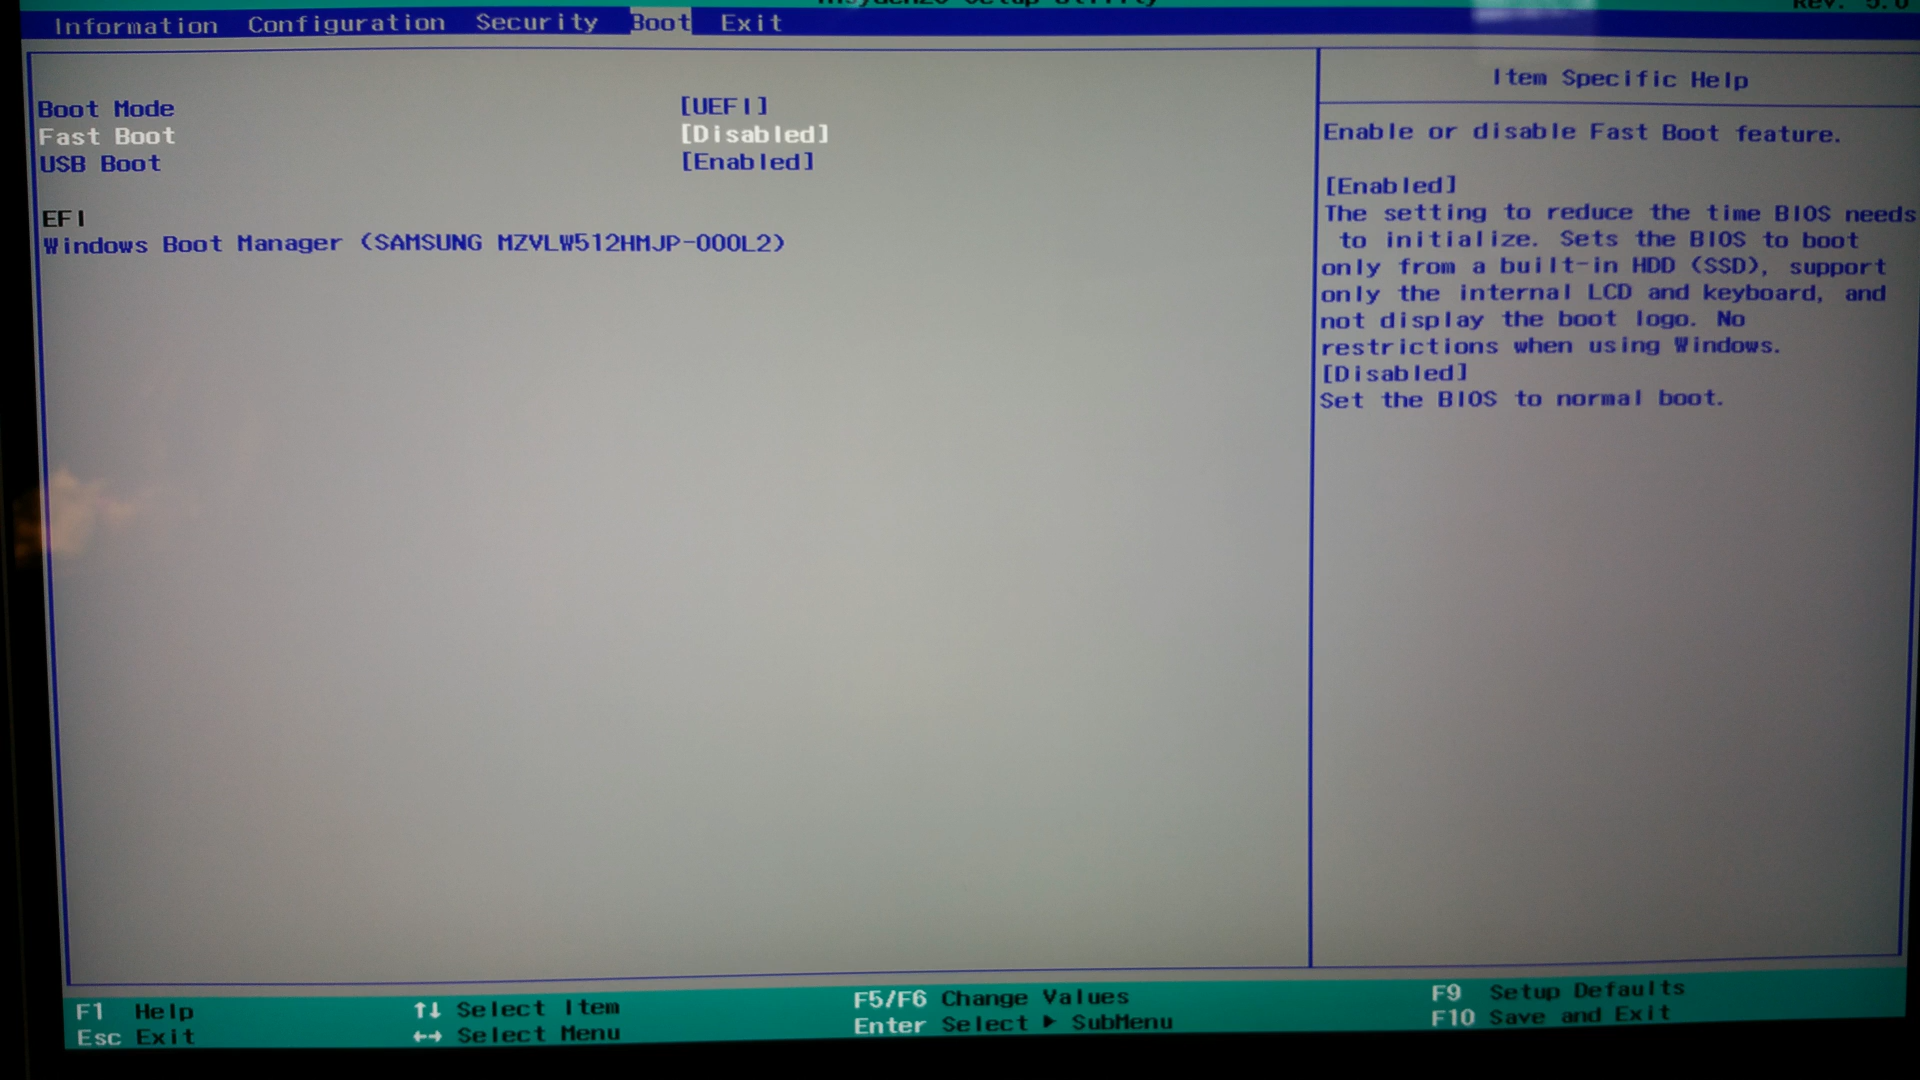 Setup Utility
Rev. 5.0
Information Configuration Security Boot Exit
Boot Mode [UEFI]
Fast Boot [Disabled]
USB Boot [Enabled]
EFI
Windows Boot Manager (SAMSUNG MZVLW512HMJP-000L2)
Item Specific Help
Enable or disable Fast Boot feature.
[Enabled]
The setting to reduce the time BIOS needs
to initialize. Sets the BIOS to boot
only from a built-in HDD (SSD), support
only the internal LCD and keyboard, and
not display the boot logo. No
restrictions when using Windows.
[Disabled]
Set the BIOS to normal boot.
F1 Help ↑↓ Select Item F5/F6 Change Values F9 Setup Defaults
Esc Exit ←→ Select Menu Enter Select ▶ SubMenu F10 Save and Exit